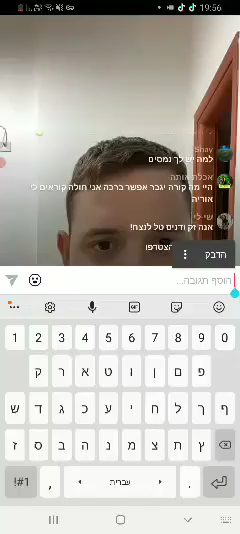 19:56
Shay
למה יש לך נמסים
אכלת אותה
היי מה קורה יגבר אפשר ברכה אני חולה קוראים לי
אוריה
שי לי
אנה זק ודניס טל לנצח!
הצטרפו
הדבק
הוסף תגובה...
GIF
1 2 3 4 5 6 7 8 9 0
ק ר א ט ו ן ם פ
ש ד ג כ ע י ח ל ך ף
ז ס ב ה נ מ צ ת ץ
!#1 , עברית .